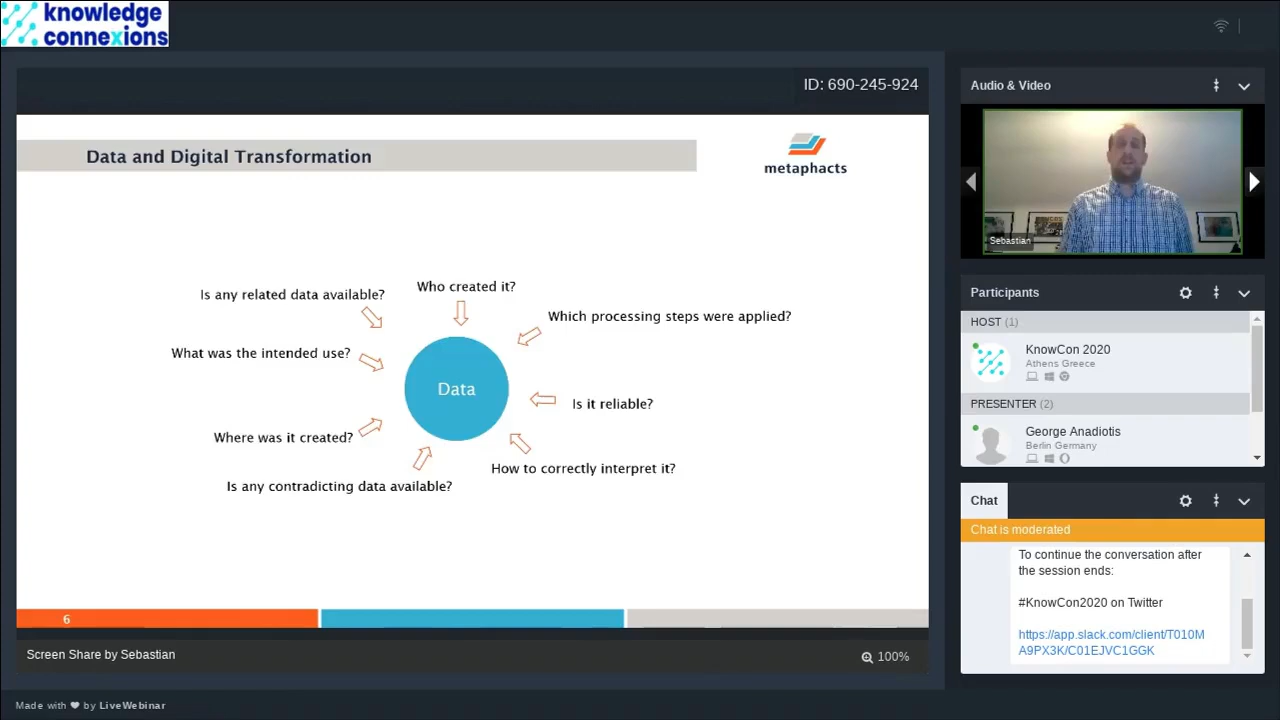 knowledge
connexions
ID: 690-245-924
Data and Digital Transformation
metaphacts
Who created it?
Is any related data available?
Which processing steps were applied?
What was the intended use?
Data
Is it reliable?
Where was it created?
How to correctly interpret it?
Is any contradicting data available?
6
Screen Share by Sebastian
100%
Made with ❤ by LiveWebinar
Audio & Video
Sebastian
Participants
HOST (1)
KnowCon 2020
Athens Greece
PRESENTER (2)
George Anadiotis
Berlin Germany
Chat
Chat is moderated
To continue the conversation after
the session ends:
#KnowCon2020 on Twitter
https://app.slack.com/client/T010M
A9PX3K/C01EJVC1GGK